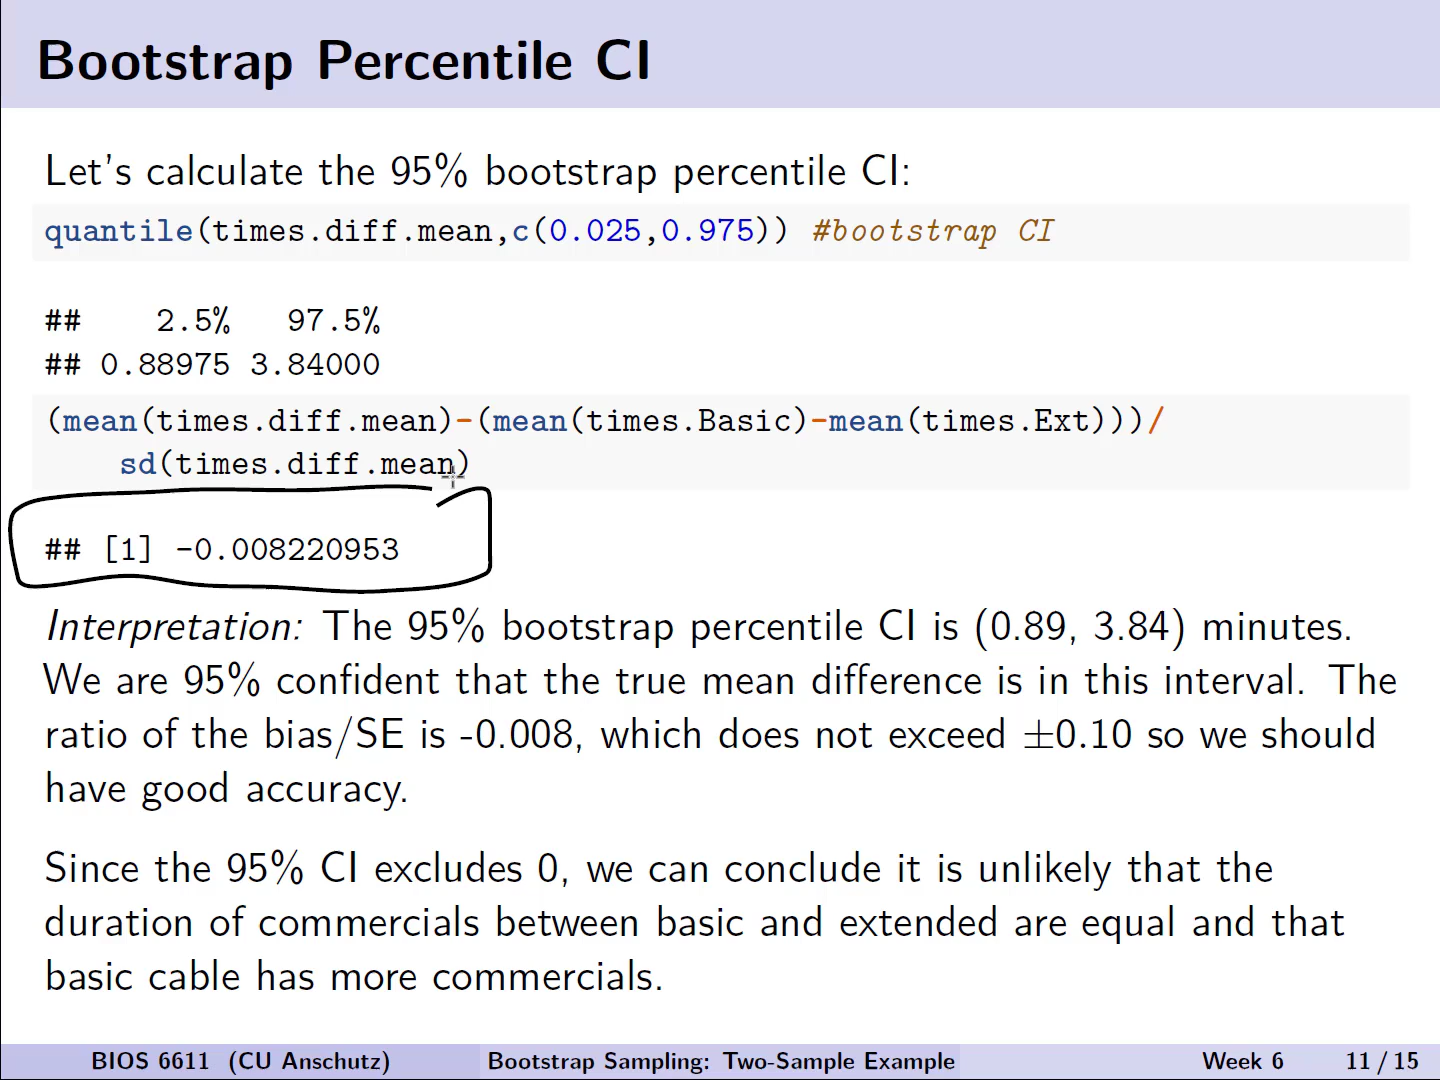 Bootstrap Percentile CI
Let's calculate the 95% bootstrap percentile CI:
quantile(times.diff.mean,c(0.025,0.975)) #bootstrap CI
##    2.5%   97.5%
## 0.88975 3.84000
(mean(times.diff.mean)-(mean(times.Basic)-mean(times.Ext)))/
    sd(times.diff.mean)
## [1] -0.008220953
Interpretation: The 95% bootstrap percentile CI is (0.89, 3.84) minutes.
We are 95% confident that the true mean difference is in this interval. The
ratio of the bias/SE is -0.008, which does not exceed ±0.10 so we should
have good accuracy.
Since the 95% CI excludes 0, we can conclude it is unlikely that the
duration of commercials between basic and extended are equal and that
basic cable has more commercials.
BIOS 6611 (CU Anschutz) Bootstrap Sampling: Two-Sample Example Week 6 11 / 15